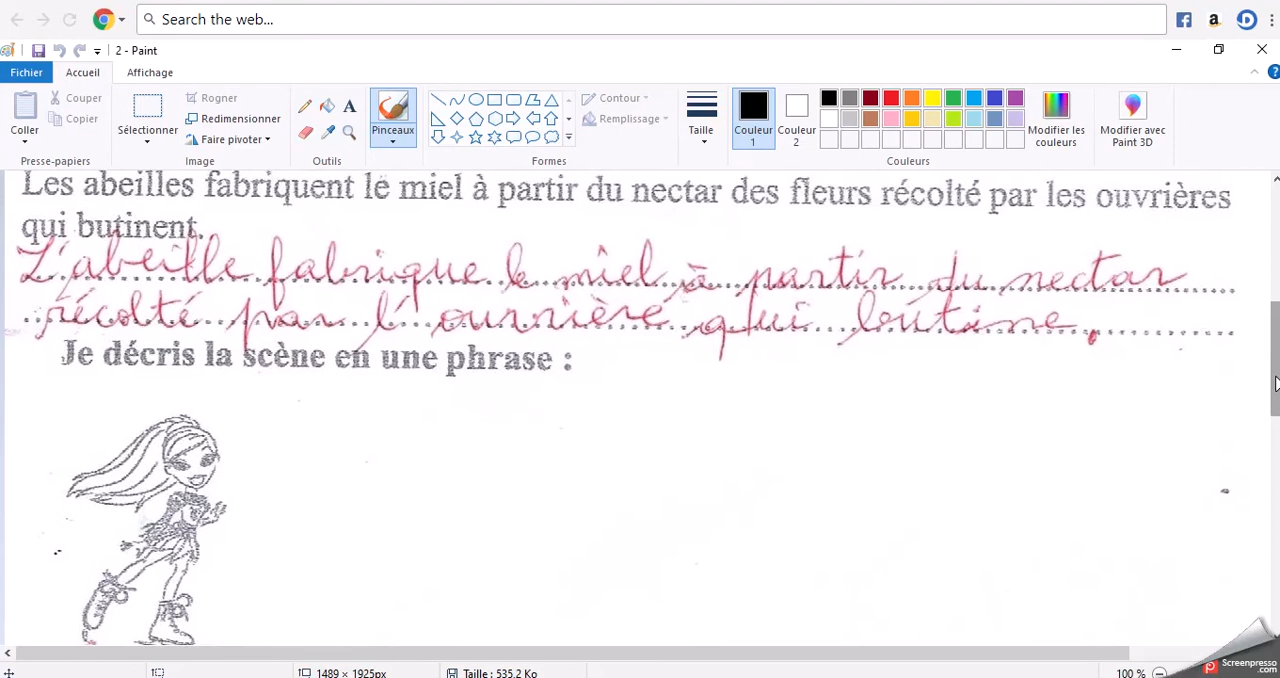 Search the web...
2 - Paint
Fichier Accueil Affichage
Coller
Couper
Copier
Presse-papiers
Sélectionner
Rogner
Redimensionner
Faire pivoter
Image
A
Outils
Pinceaux
Contour
Remplissage
Formes
Taille
Couleur 1
Couleur 2
Modifier les couleurs
Couleurs
Modifier avec Paint 3D
Les abeilles fabriquent le miel à partir du nectar des fleurs récolté par les ouvrières
qui butinent.
L'abeille fabrique le miel à partir du nectar
récolté par l'ouvrière qui
Je décris la scène en une phrase :
1489 × 1925px
Taille : 535.2 Ko
100 %
Screenpresso
.com